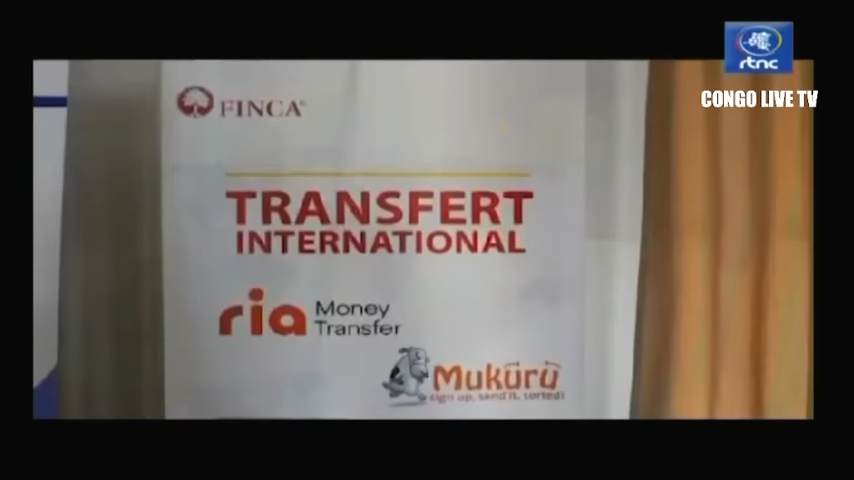 rtnc
CONGO LIVE TV
FINCA
TRANSFERT
INTERNATIONAL
ria Money
Transfer
Mukuru
sign up, send it, sorted!